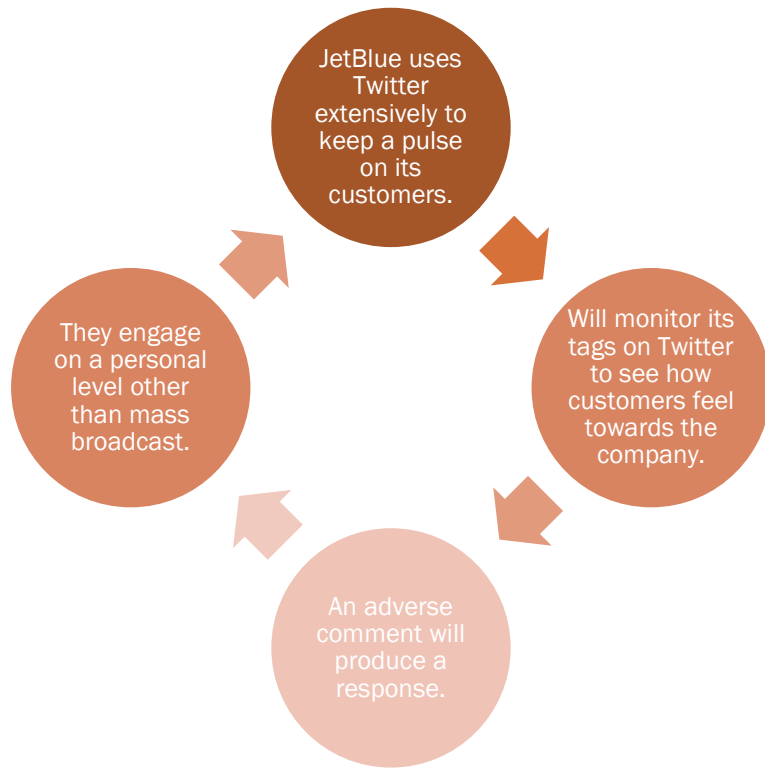 JetBlue uses
Twitter
extensively to
keep a pulse
on its
customers.
Will monitor its
tags on Twitter
to see how
customers feel
towards the
company.
An adverse
comment will
produce a
response.
They engage
on a personal
level other
than mass
broadcast.